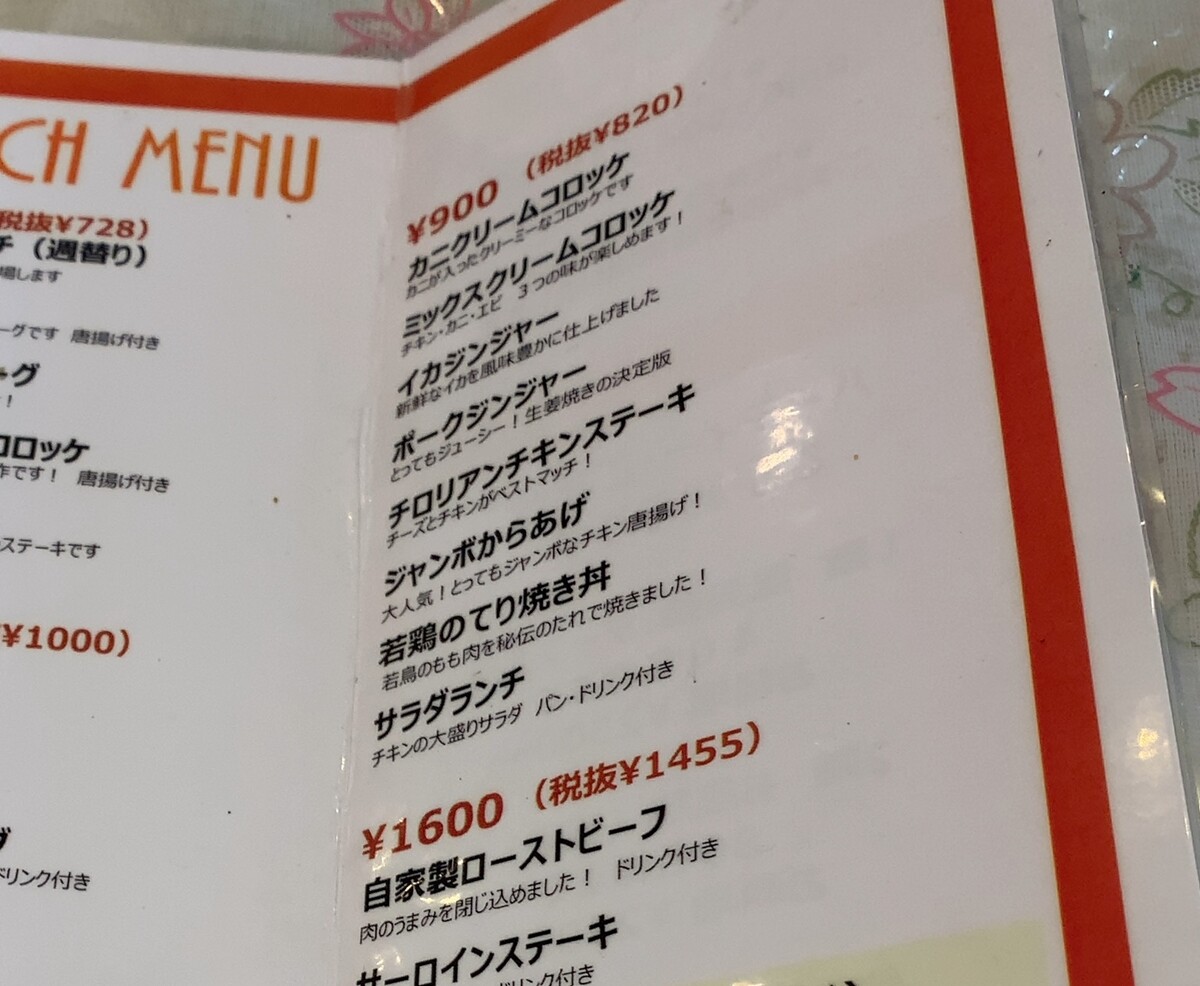 CH MENU
税抜¥728)
チ（週替り）
場します
ーグです 唐揚げ付き
ーグ
！
コロッケ
作です！ 唐揚げ付き
ステーキです
¥1000）
ドリンク付き
¥900（税抜¥820）
カニクリームコロッケ
カニが入ったクリーミーなコロッケです
ミックスクリームコロッケ
チキン・カニ・エビ ３つの味が楽しめます！
イカジンジャー
新鮮なイカを風味豊かに仕上げました
ポークジンジャー
とってもジューシー！生姜焼きの決定版
チロリアンチキンステーキ
チーズとチキンがベストマッチ！
ジャンボからあげ
大人気！とってもジャンボなチキン唐揚げ！
若鶏のてり焼き丼
若鳥のもも肉を秘伝のたれで焼きました！
サラダランチ
チキンの大盛りサラダ パン・ドリンク付き
¥1600（税抜¥1455）
自家製ローストビーフ
肉のうまみを閉じ込めました！ ドリンク付き
サーロインステーキ
ドリンク付き